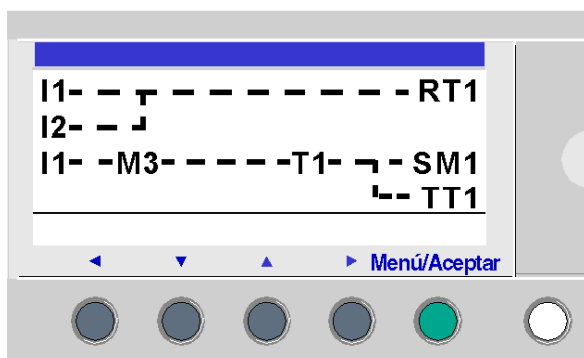 I1- - - - - - - - - - RT1
I2- - -
I1- -M3- - - - -T1- - - SM1
-- TT1
Menú/Aceptar